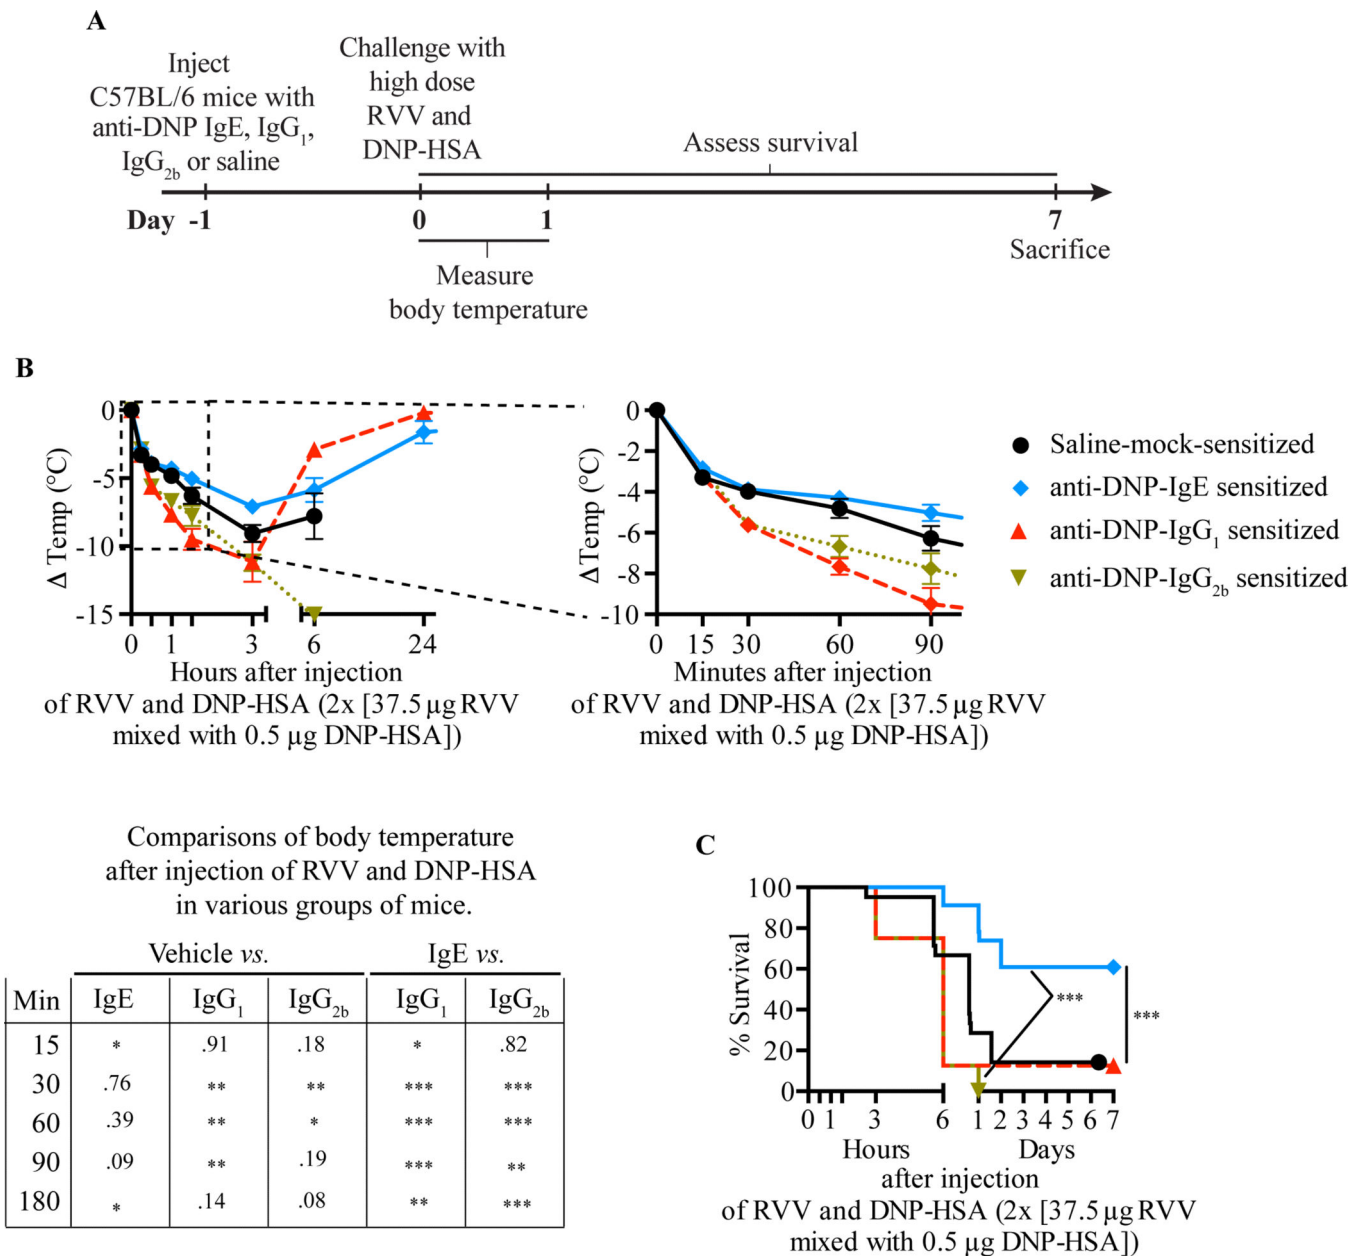 A
Inject
C57BL/6 mice with
anti-DNP IgE, IgG1,
IgG2b or saline
Challenge with
high dose
RVV and
DNP-HSA
Assess survival
Day -1 0 1 7
Sacrifice
Measure
body temperature
B
0
-5
-10
-15
Δ Temp (°C)
0 1 3 6 24
Hours after injection
of RVV and DNP-HSA (2x [37.5 µg RVV
mixed with 0.5 µg DNP-HSA])
-0
-2
-4
-6
-8
-10
ΔTemp (°C)
0 15 30 60 90
Minutes after injection
of RVV and DNP-HSA (2x [37.5 µg RVV
mixed with 0.5 µg DNP-HSA])
Saline-mock-sensitized
anti-DNP-IgE sensitized
anti-DNP-IgG1 sensitized
anti-DNP-IgG2b sensitized
Comparisons of body temperature
after injection of RVV and DNP-HSA
in various groups of mice.
Vehicle vs. IgE vs.
Min IgE IgG1 IgG2b IgG1 IgG2b
15 * .91 .18 * .82
30 .76 ** ** *** ***
60 .39 ** * *** ***
90 .09 ** .19 *** **
180 * .14 .08 ** ***
C
100
80
60
40
20
0
% Survival
***
***
0 1 3 6 1 2 3 4 5 6 7
Hours Days
after injection
of RVV and DNP-HSA (2x [37.5 µg RVV
mixed with 0.5 µg DNP-HSA])